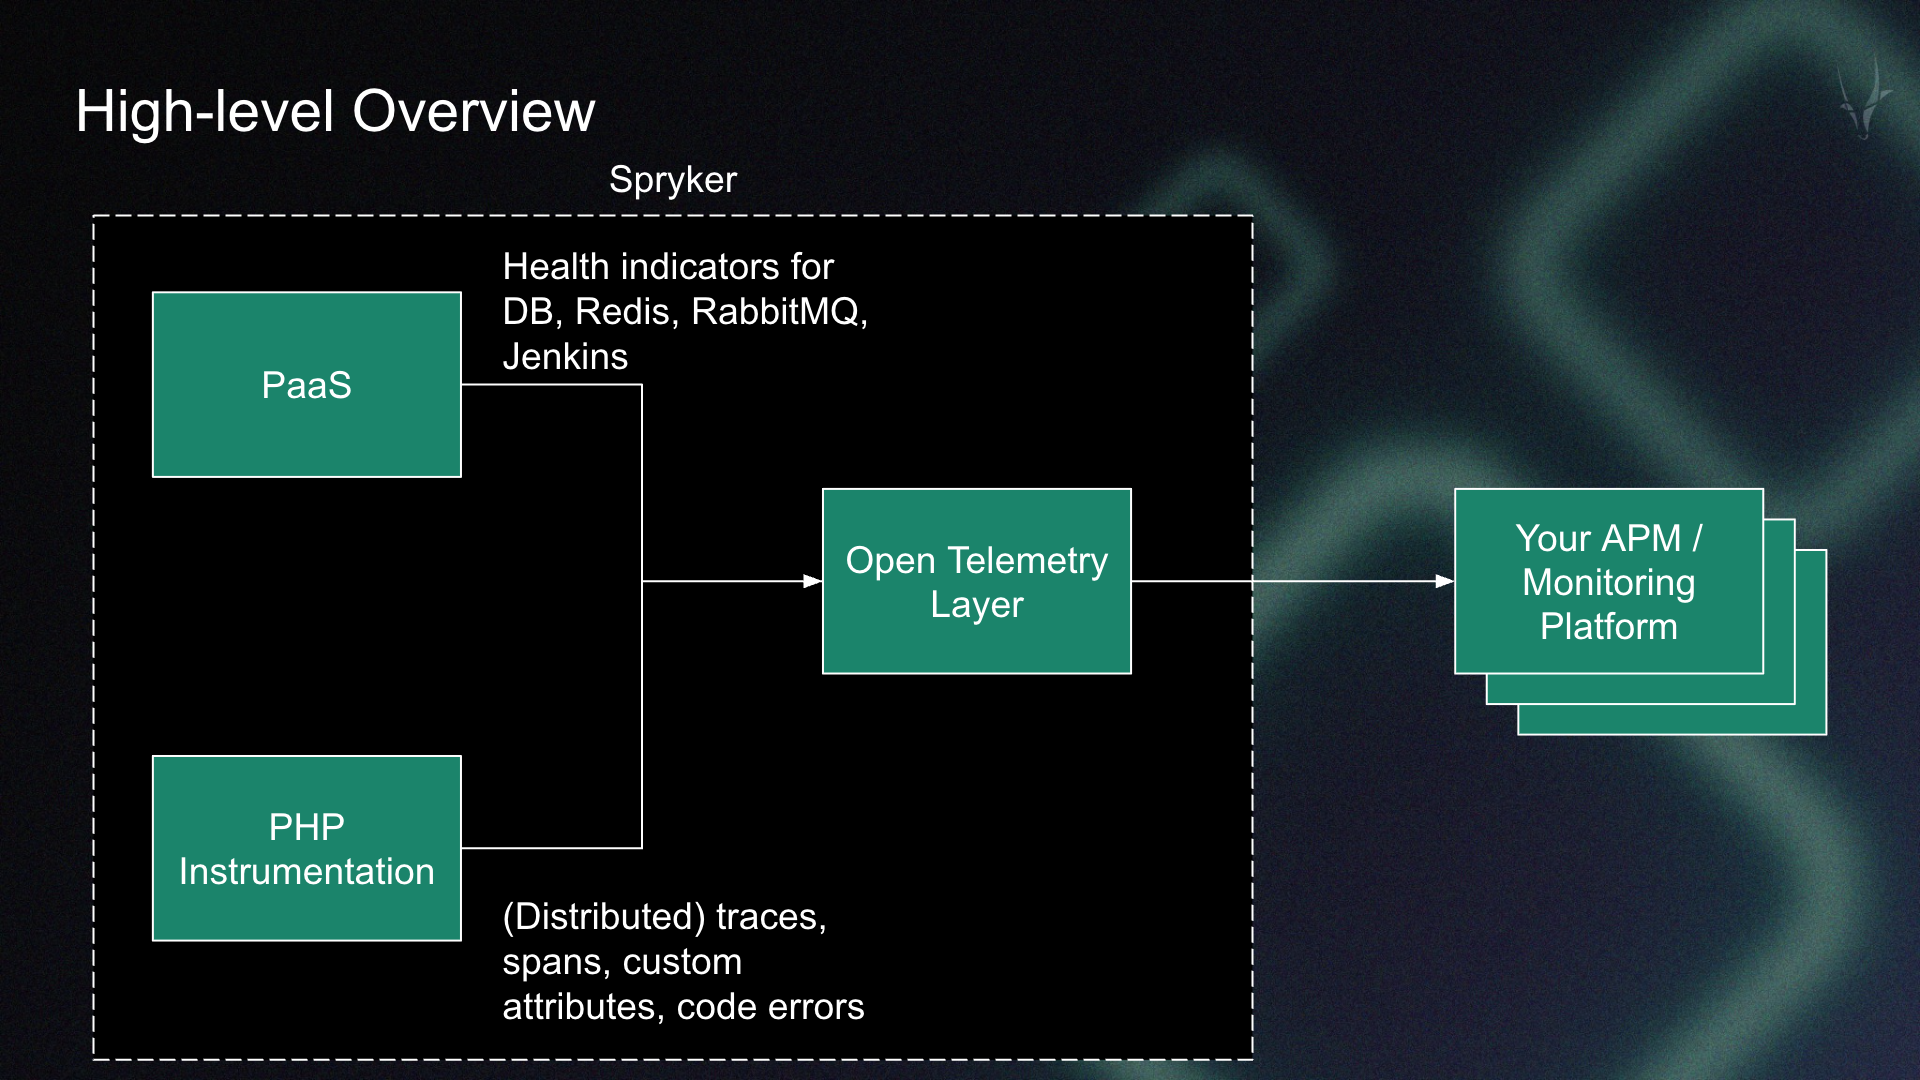 High-level Overview
Spryker
Health indicators for
DB, Redis, RabbitMQ,
Jenkins
PaaS
Open Telemetry
Layer
Your APM /
Monitoring
Platform
PHP
Instrumentation
(Distributed) traces,
spans, custom
attributes, code errors